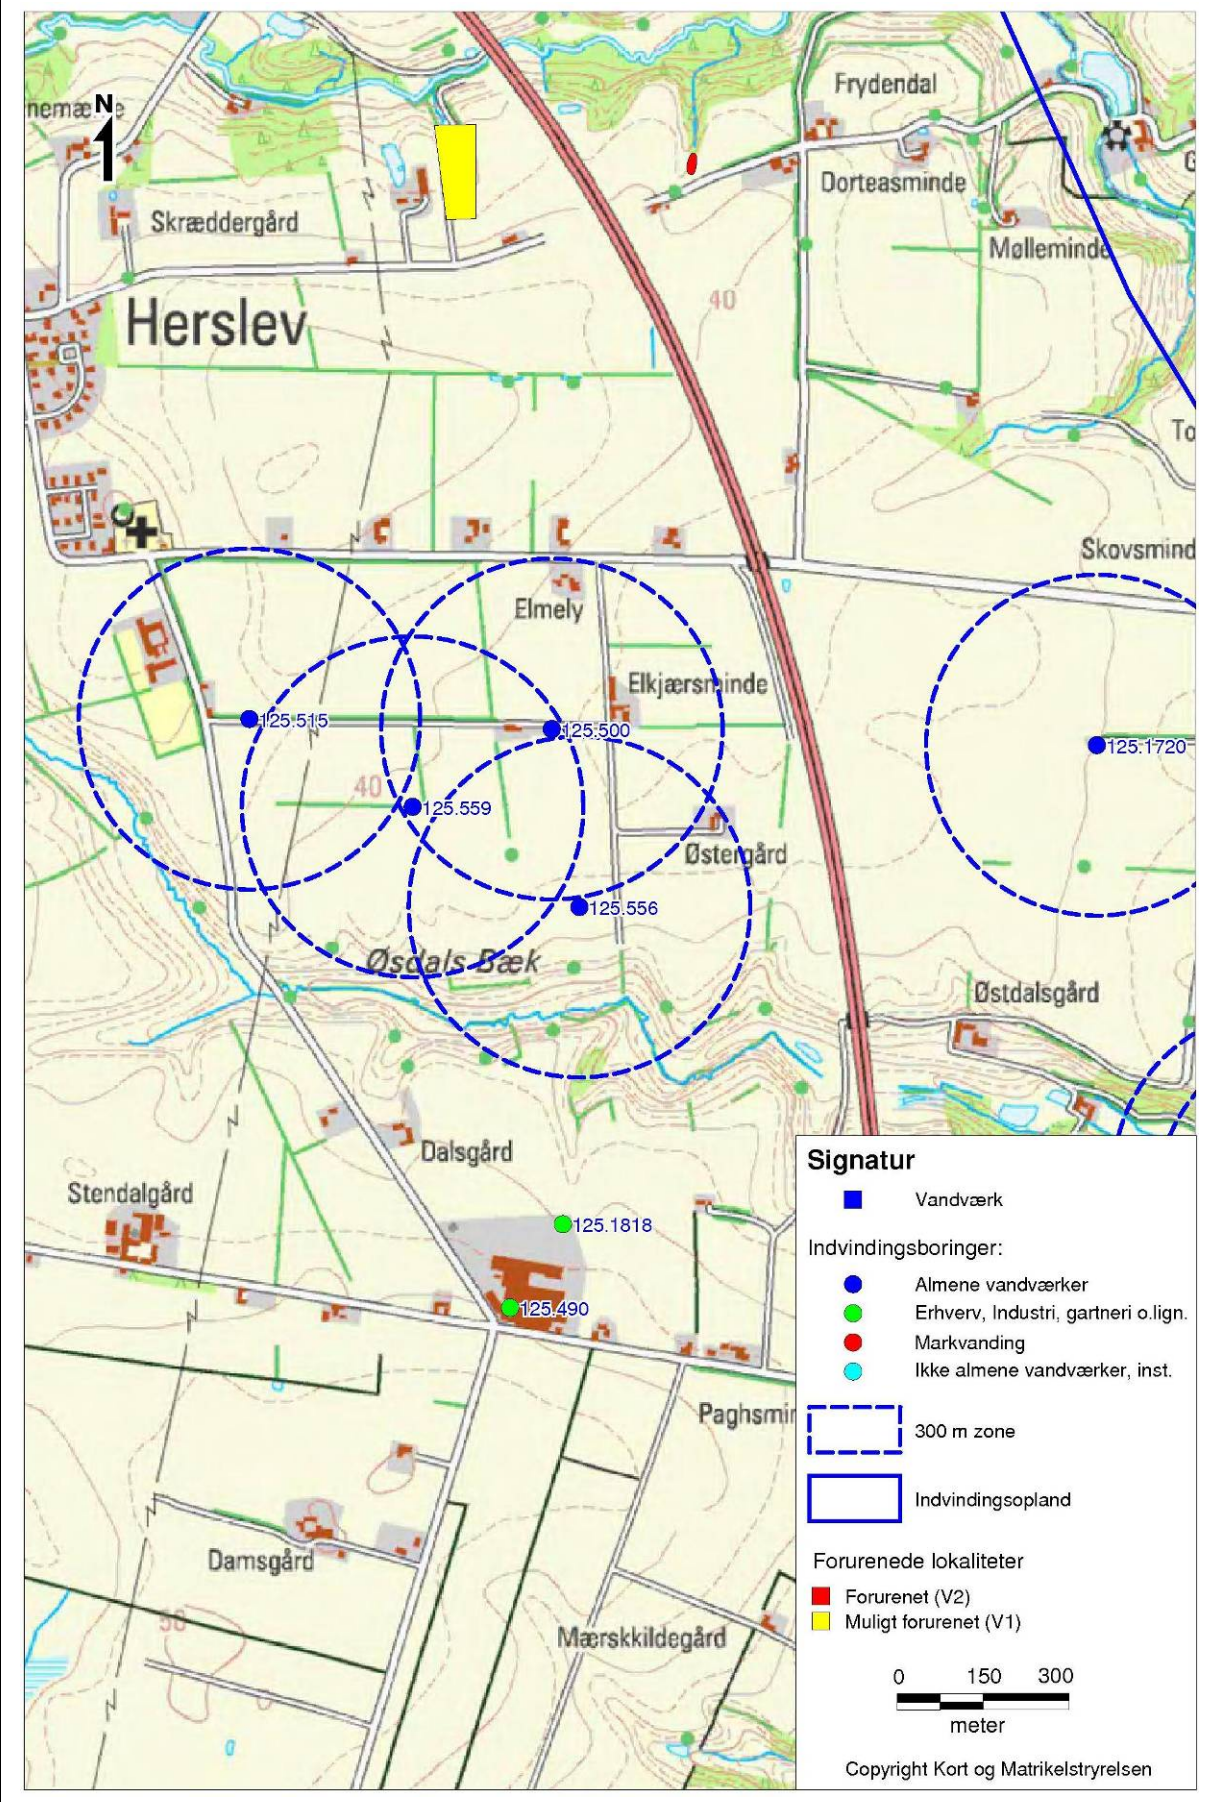 Frydendal
N
Dorteasminde
Skræddergård
Mølleminde
40
Herslev
Skovsmind
Elmely
Elkjærsminde
125.515
125.500
125.1720
40
125.559
Østergård
125.556
Øsdals Bæk
Østdalsgård
Dalsgård
Stendalgård
125.1818
125.490
Paghsmin
Damsgård
50
Mærskkildegård
Signatur
Vandværk
Indvindingsboringer:
Almene vandværker
Erhverv, Industri, gartneri o.lign.
Markvanding
Ikke almene vandværker, inst.
300 m zone
Indvindingsopland
Forurenede lokaliteter
Forurenet (V2)
Muligt forurenet (V1)
0 150 300
meter
Copyright Kort og Matrikelstryrelsen